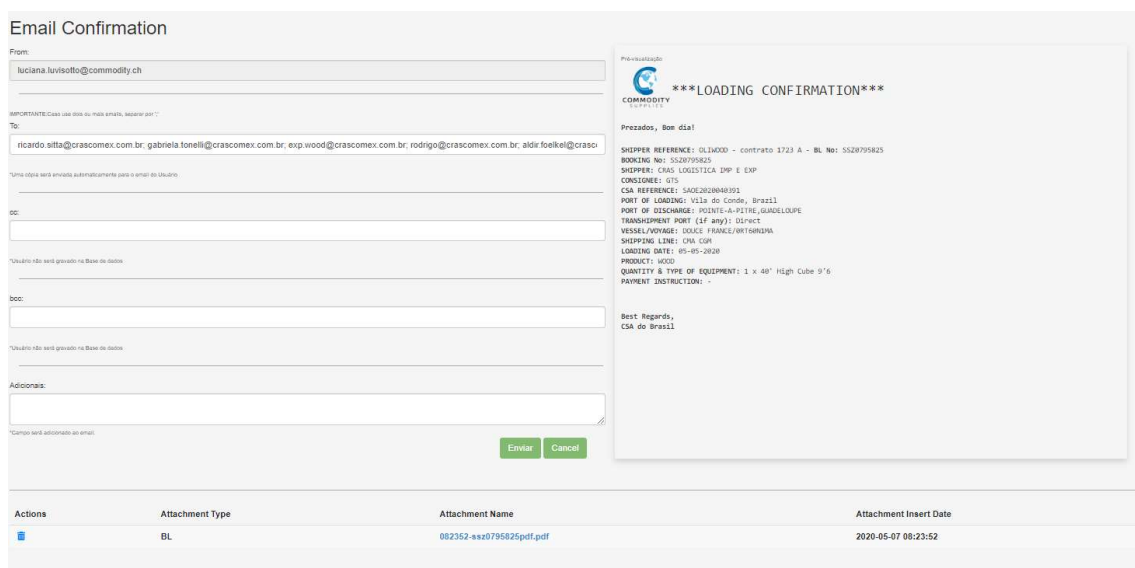 Email Confirmation
From:
luciana.luvisotto@commodity.ch
IMPORTANTE:Caso use dois ou mais emails, separar por ";"
To:
ricardo.sitta@crascomex.com.br; gabriela.tonelli@crascomex.com.br; exp.wood@crascomex.com.br; rodrigo@crascomex.com.br; aldir.foelkel@crasco
*Uma cópia será enviada automaticamente para o email do Usuário
cc:
*Usuário não será gravado na Base de dados
bcc:
*Usuário não será gravado na Base de dados
Adicionais:
*Campo será adicionado ao email.
Enviar
Cancel
Pré-visualização
COMMODITY
SUPPLIES
***LOADING CONFIRMATION***
Prezados, Bom dia!
SHIPPER REFERENCE: OLIWOOD - contrato 1723 A - BL No: SSZ0795825
BOOKING No: SSZ0795825
SHIPPER: CRAS LOGISTICA IMP E EXP
CONSIGNEE: GTS
CSA REFERENCE: SAOE2020040391
PORT OF LOADING: Vila do Conde, Brazil
PORT OF DISCHARGE: POINTE-A-PITRE,GUADELOUPE
TRANSHIPMENT PORT (if any): Direct
VESSEL/VOYAGE: DOUCE FRANCE/0RT60N1MA
SHIPPING LINE: CMA CGM
LOADING DATE: 05-05-2020
PRODUCT: WOOD
QUANTITY & TYPE OF EQUIPMENT: 1 x 40' High Cube 9'6
PAYMENT INSTRUCTION: -
Best Regards,
CSA do Brasil
Actions Attachment Type Attachment Name Attachment Insert Date
BL 082352-ssz0795825pdf.pdf 2020-05-07 08:23:52